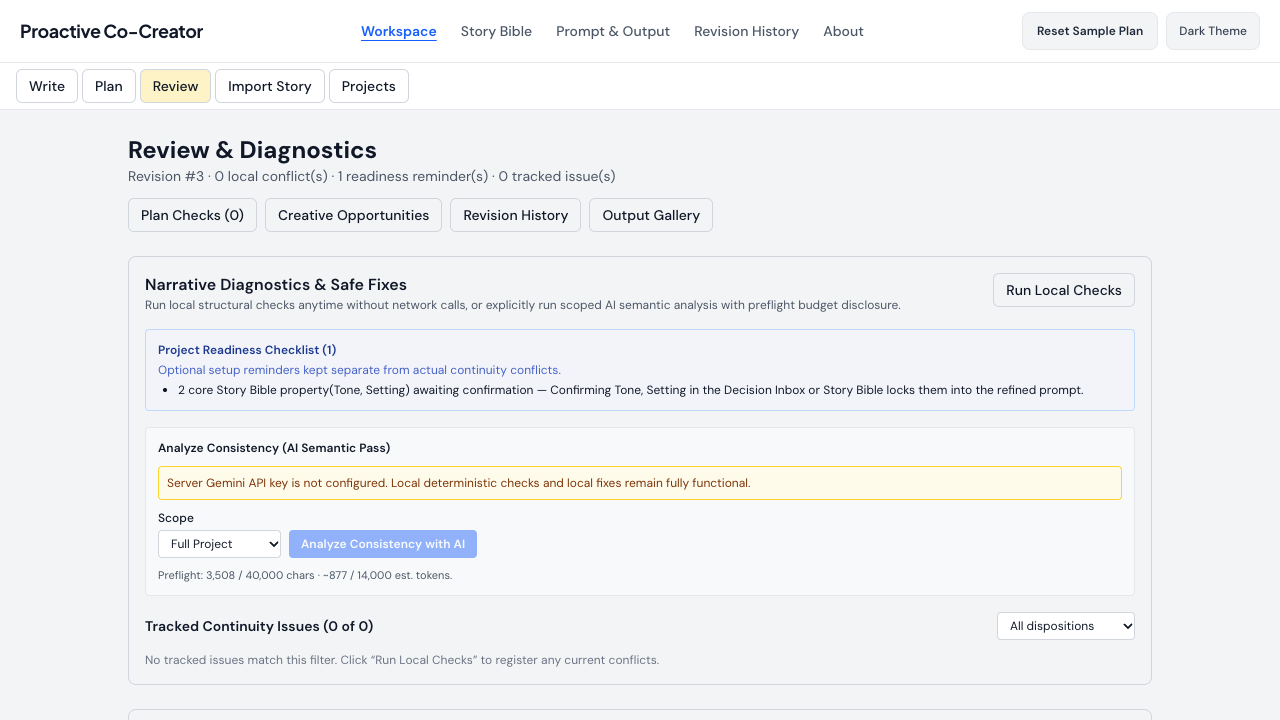 Proactive Co-Creator
Workspace
Story Bible
Prompt & Output
Revision History
About
Reset Sample Plan
Dark Theme
Write
Plan
Review
Import Story
Projects
Review & Diagnostics
Revision #3 · 0 local conflict(s) · 1 readiness reminder(s) · 0 tracked issue(s)
Plan Checks (0)
Creative Opportunities
Revision History
Output Gallery
Narrative Diagnostics & Safe Fixes
Run local structural checks anytime without network calls, or explicitly run scoped AI semantic analysis with preflight budget disclosure.
Run Local Checks
Project Readiness Checklist (1)
Optional setup reminders kept separate from actual continuity conflicts.
• 2 core Story Bible property(Tone, Setting) awaiting confirmation — Confirming Tone, Setting in the Decision Inbox or Story Bible locks them into the refined prompt.
Analyze Consistency (AI Semantic Pass)
Server Gemini API key is not configured. Local deterministic checks and local fixes remain fully functional.
Scope
Full Project
Analyze Consistency with AI
Preflight: 3,508 / 40,000 chars · ~877 / 14,000 est. tokens.
Tracked Continuity Issues (0 of 0)
All dispositions
No tracked issues match this filter. Click “Run Local Checks” to register any current conflicts.